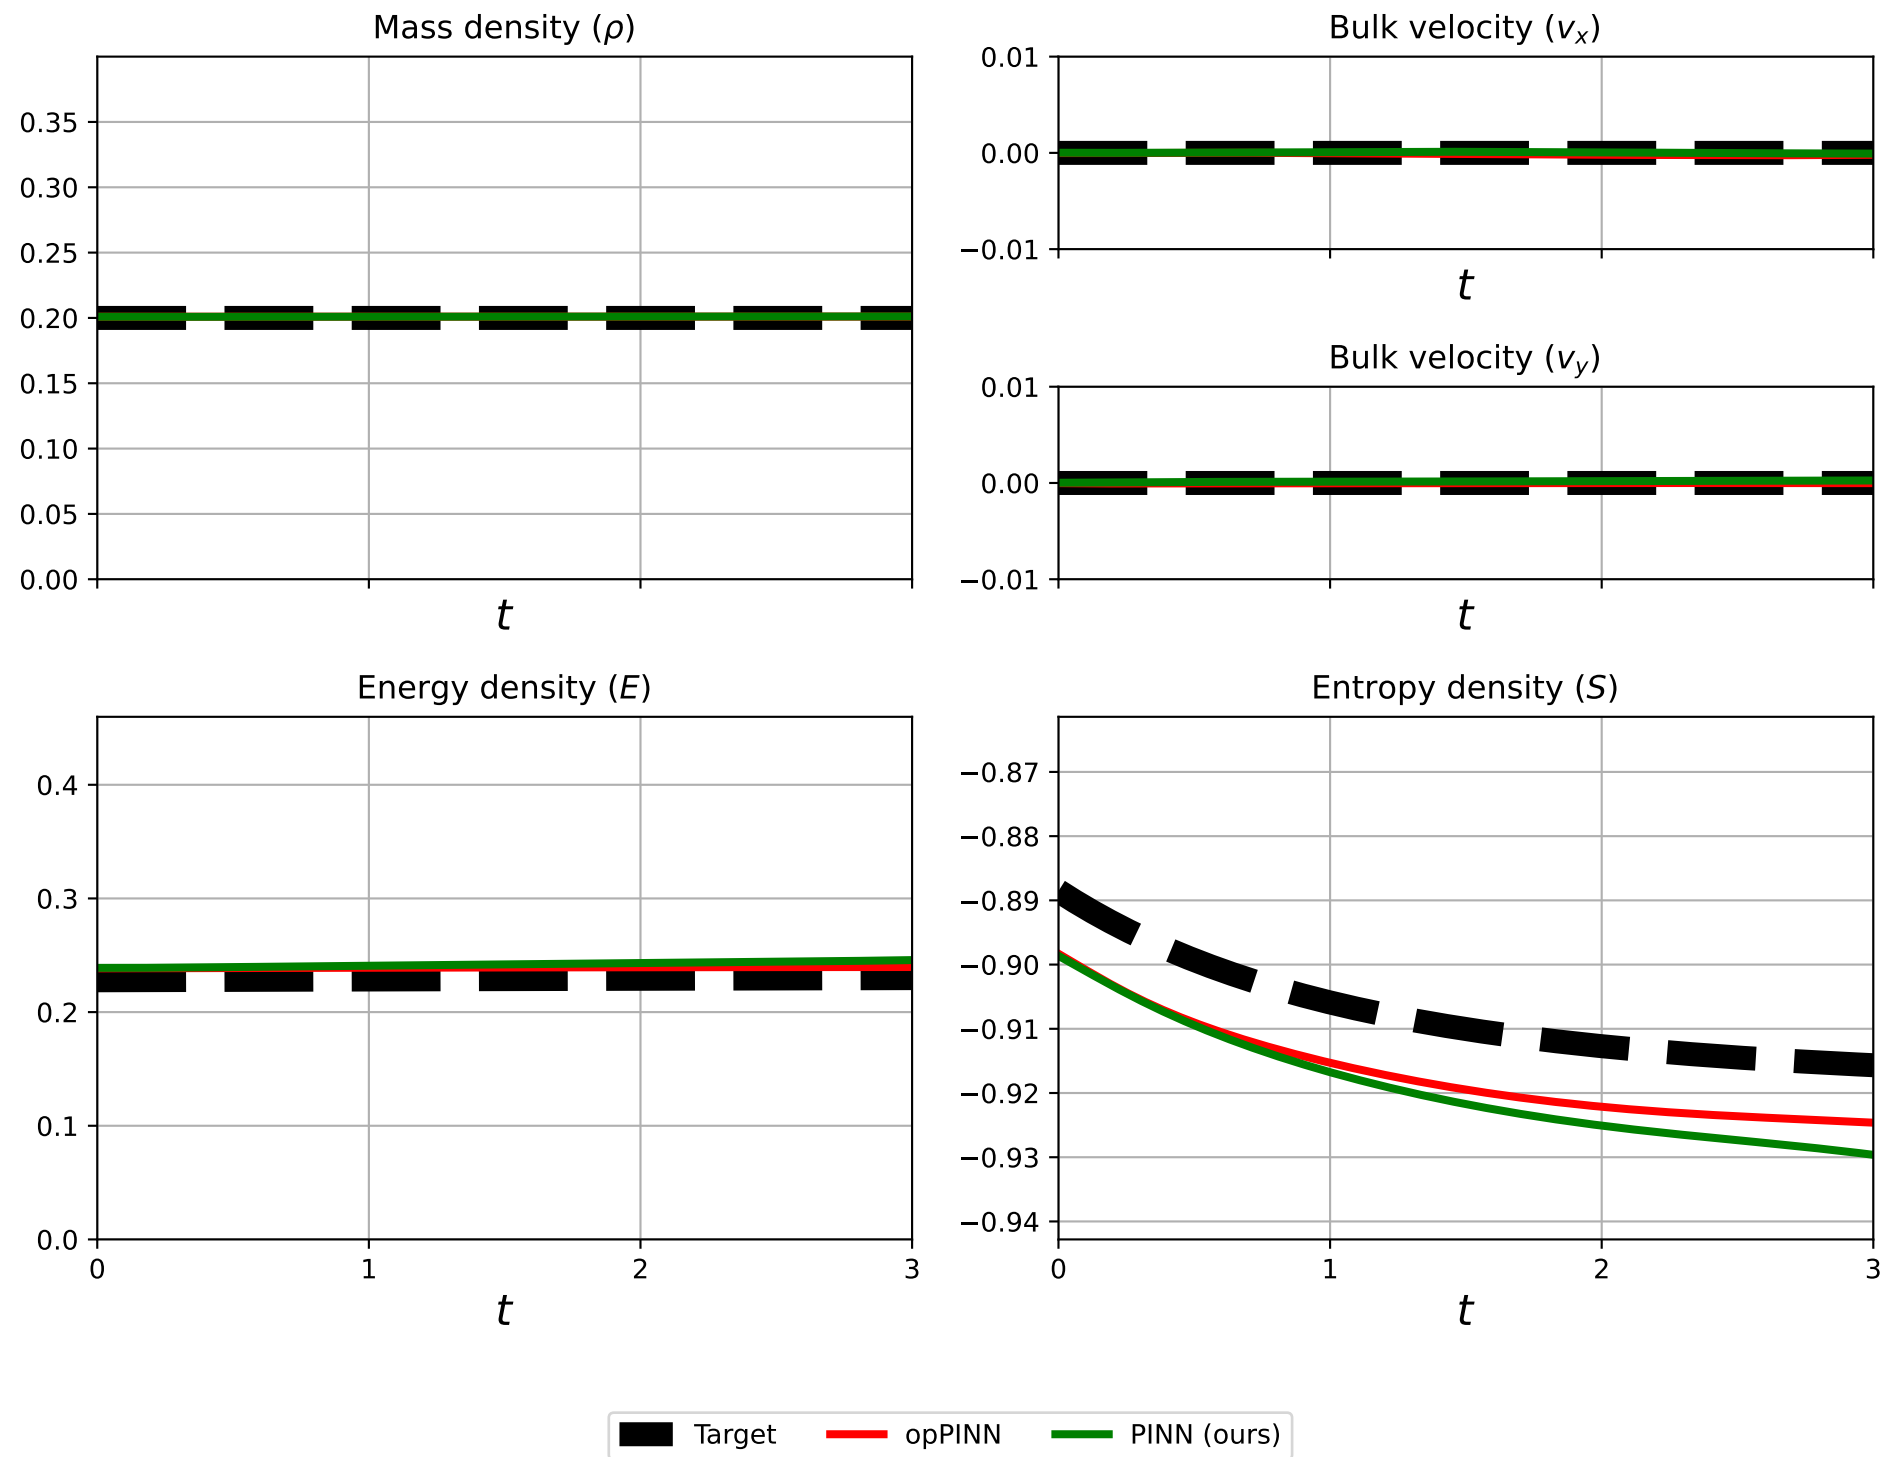 Mass density (ρ)
0.35
0.30
0.25
0.20
0.15
0.10
0.05
0.00
t
Bulk velocity (vₓ)
0.01
0.00
−0.01
t
Bulk velocity (v_y)
0.01
0.00
−0.01
t
Energy density (E)
0.4
0.3
0.2
0.1
0.0
0 1 2 3
t
Entropy density (S)
−0.87
−0.88
−0.89
−0.90
−0.91
−0.92
−0.93
−0.94
0 1 2 3
t
Target opPINN PINN (ours)